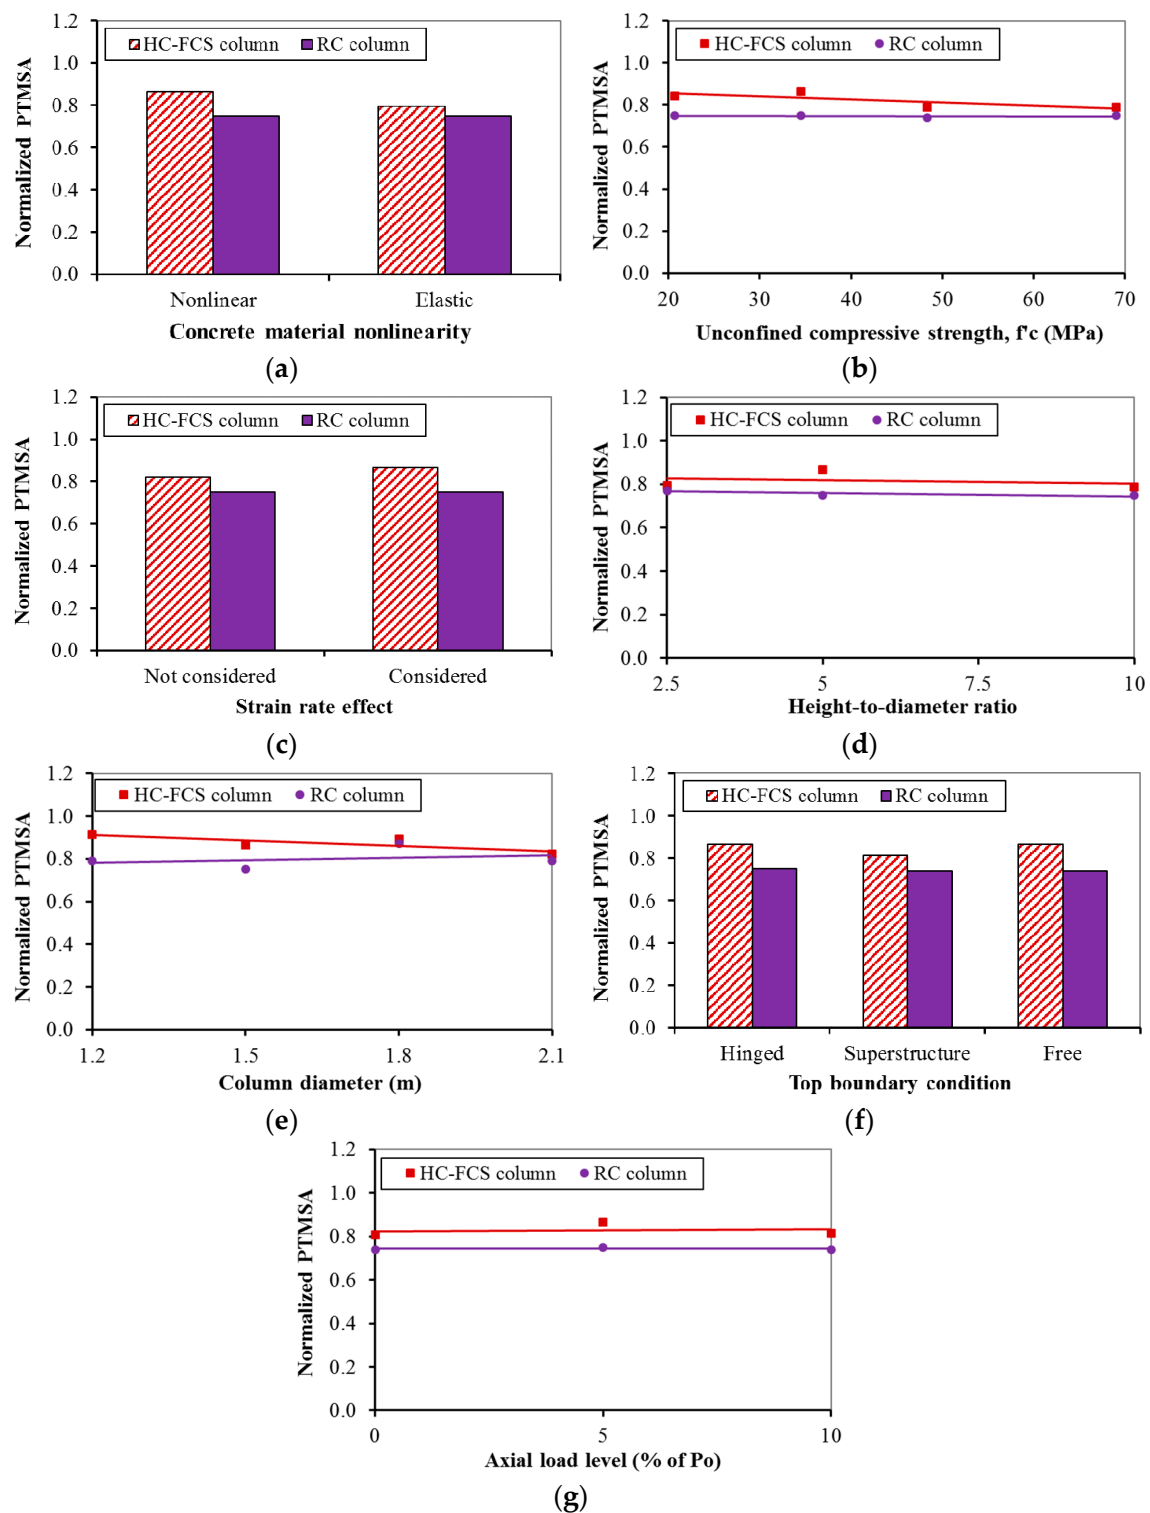 1.2
1.0
0.8
0.6
0.4
0.2
0.0
Normalized PTMSA
HC-FCS column RC column
Nonlinear Elastic
Concrete material nonlinearity
(a)
1.2
1.0
0.8
0.6
0.4
0.2
0.0
Normalized PTMSA
HC-FCS column RC column
20 30 40 50 60 70
Unconfined compressive strength, f'c (MPa)
(b)
1.2
1.0
0.8
0.6
0.4
0.2
0.0
Normalized PTMSA
HC-FCS column RC column
Not considered Considered
Strain rate effect
(c)
1.2
1.0
0.8
0.6
0.4
0.2
0.0
Normalized PTMSA
HC-FCS column RC column
2.5 5 7.5 10
Height-to-diameter ratio
(d)
1.2
1.0
0.8
0.6
0.4
0.2
0.0
Normalized PTMSA
HC-FCS column RC column
1.2 1.5 1.8 2.1
Column diameter (m)
(e)
1.2
1.0
0.8
0.6
0.4
0.2
0.0
Normalized PTMSA
HC-FCS column RC column
Hinged Superstructure Free
Top boundary condition
(f)
1.2
1.0
0.8
0.6
0.4
0.2
0.0
Normalized PTMSA
HC-FCS column RC column
0 5 10
Axial load level (% of Po)
(g)